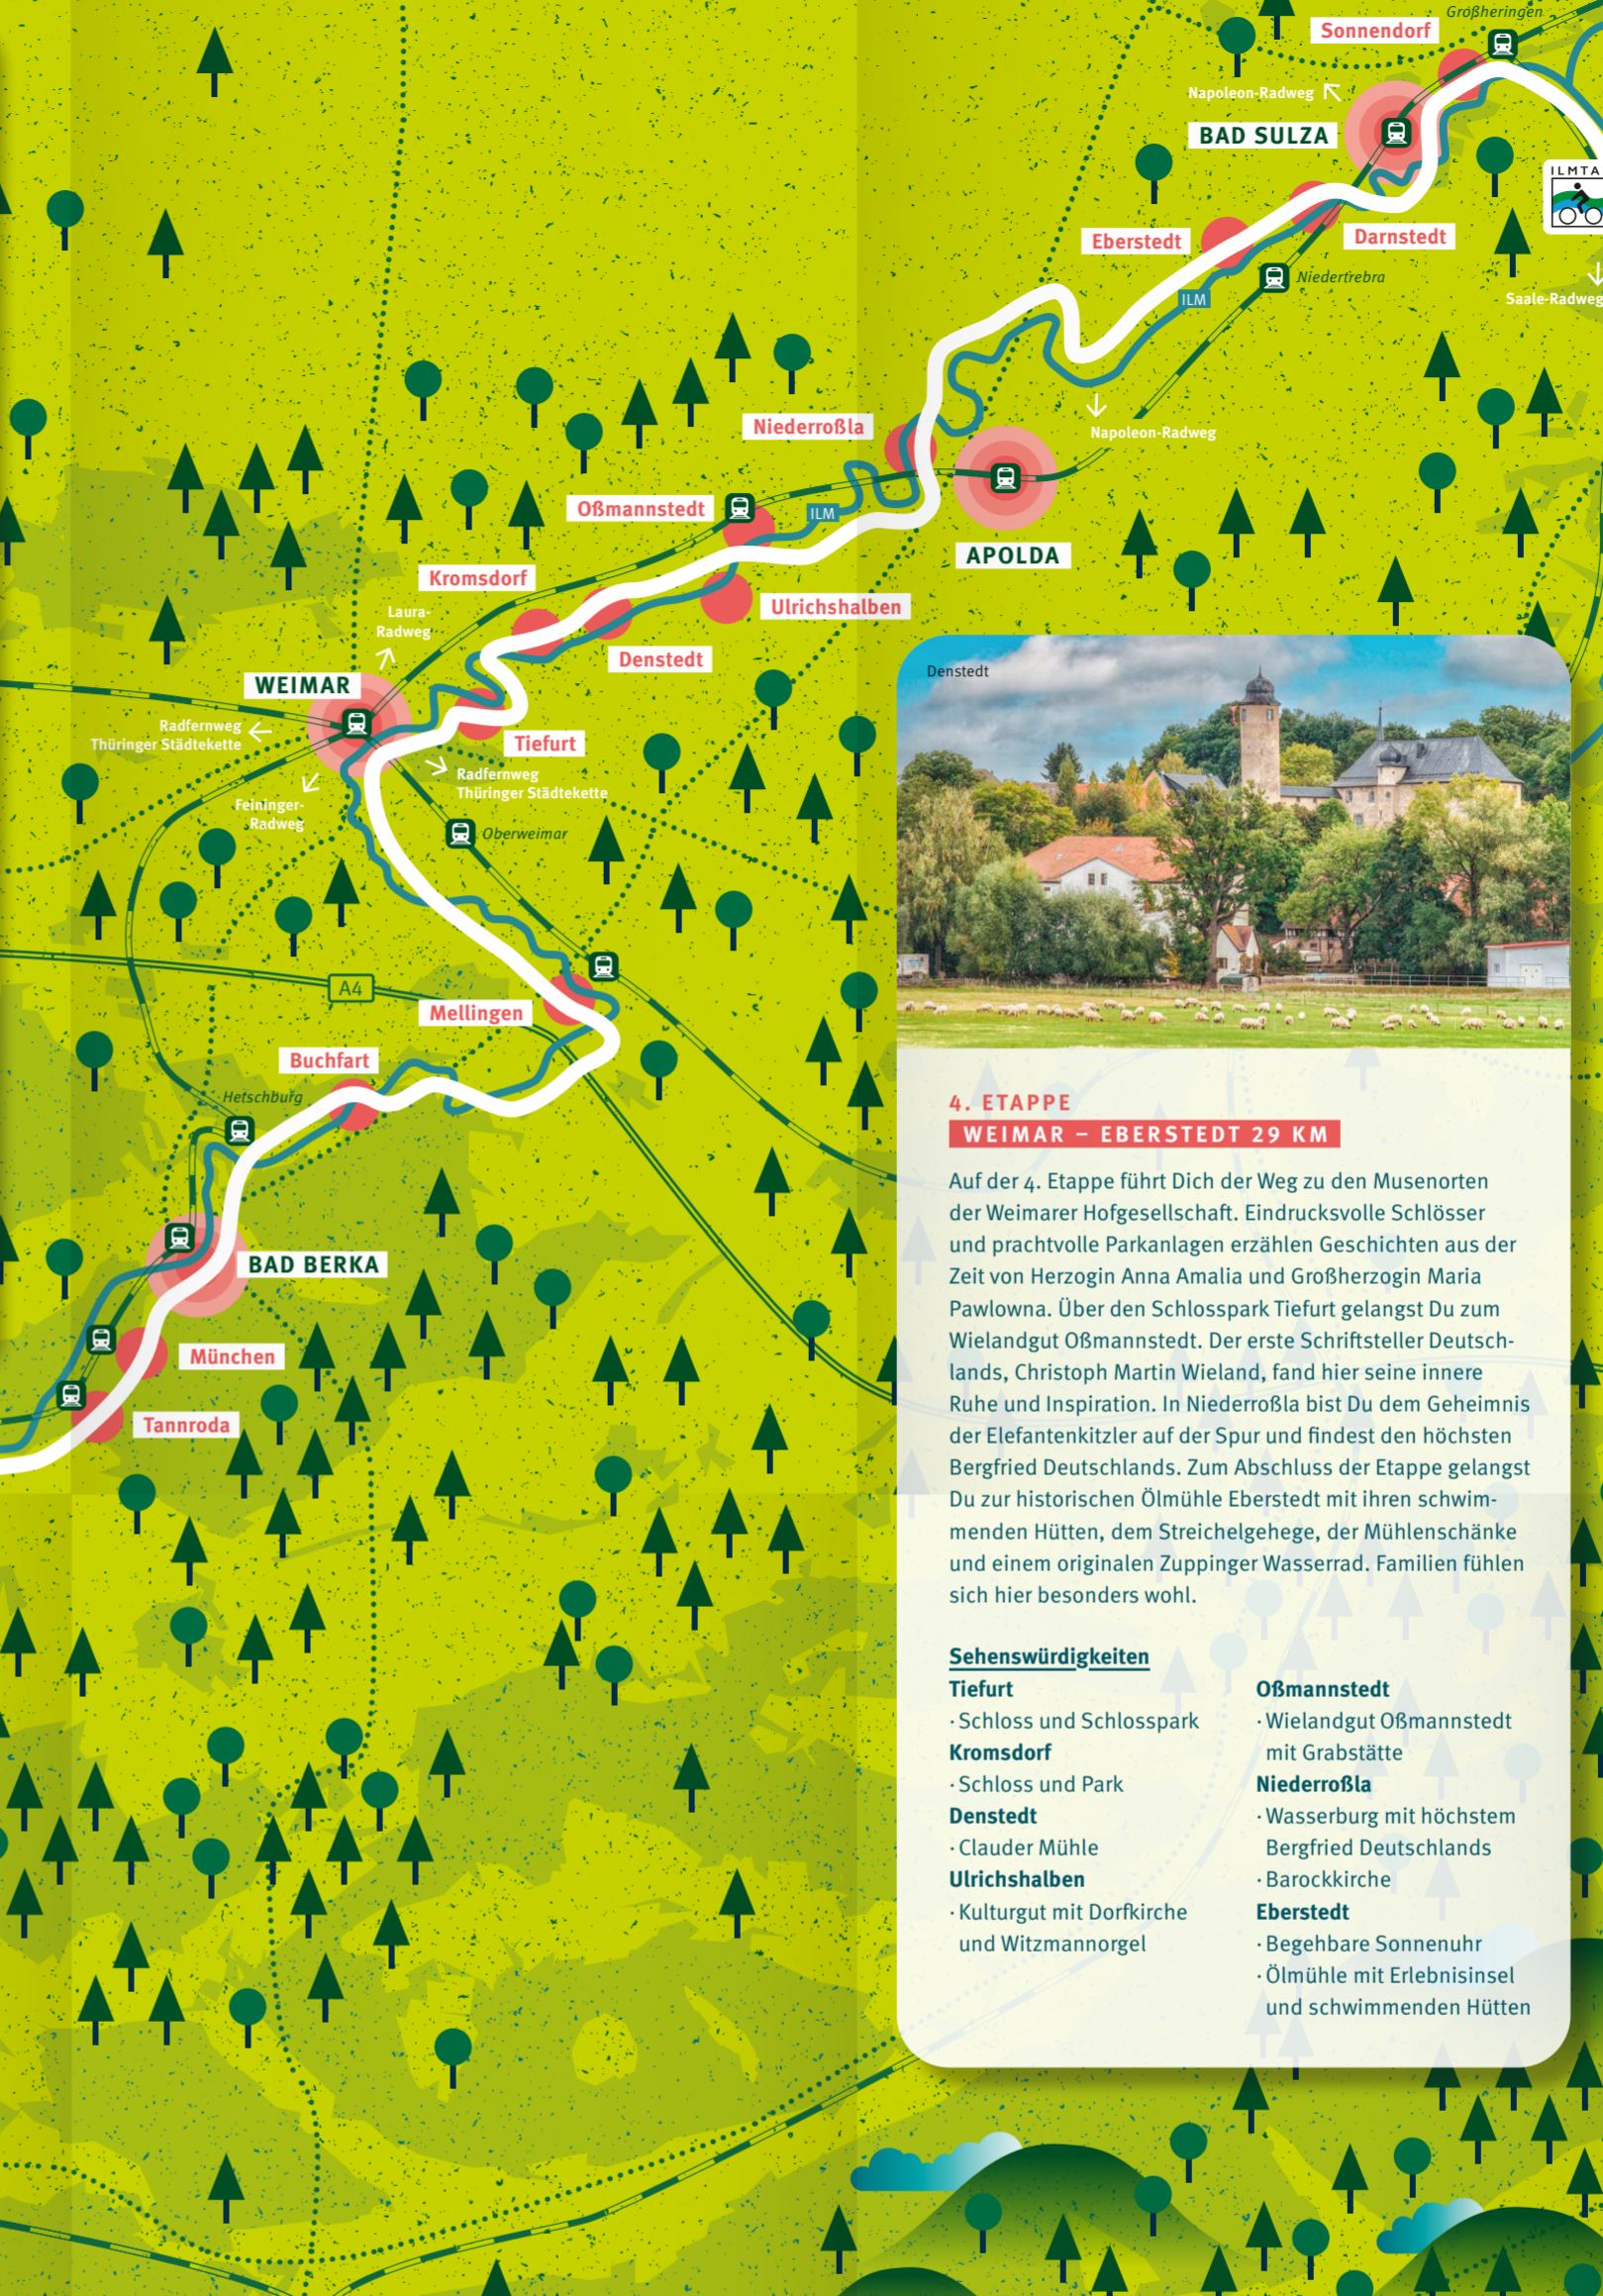 Großheringen
Sonnendorf
Napoleon-Radweg
BAD SULZA
ILMTA
Eberstedt
Darnstedt
Niedertrebra
ILM
Saale-Radweg
Niederroßla
Napoleon-Radweg
Oßmannstedt
ILM
APOLDA
Kromsdorf
Ulrichshalben
Laura-
Radweg
Denstedt
WEIMAR
Radfernweg
Thüringer Städtekette
Tiefurt
Radfernweg
Thüringer Städtekette
Feininger-
Radweg
Oberweimar
A4
Mellingen
Buchfart
Hetschburg
BAD BERKA
München
Tannroda
Denstedt
4. ETAPPE
WEIMAR – EBERSTEDT 29 KM
Auf der 4. Etappe führt Dich der Weg zu den Musenorten
der Weimarer Hofgesellschaft. Eindrucksvolle Schlösser
und prachtvolle Parkanlagen erzählen Geschichten aus der
Zeit von Herzogin Anna Amalia und Großherzogin Maria
Pawlowna. Über den Schlosspark Tiefurt gelangst Du zum
Wielandgut Oßmannstedt. Der erste Schriftsteller Deutsch-
lands, Christoph Martin Wieland, fand hier seine innere
Ruhe und Inspiration. In Niederroßla bist Du dem Geheimnis
der Elefantenkitzler auf der Spur und findest den höchsten
Bergfried Deutschlands. Zum Abschluss der Etappe gelangst
Du zur historischen Ölmühle Eberstedt mit ihren schwim-
menden Hütten, dem Streichelgehege, der Mühlenschänke
und einem originalen Zuppinger Wasserrad. Familien fühlen
sich hier besonders wohl.
Sehenswürdigkeiten
Tiefurt
· Schloss und Schlosspark
Kromsdorf
· Schloss und Park
Denstedt
· Clauder Mühle
Ulrichshalben
· Kulturgut mit Dorfkirche
und Witzmannorgel
Oßmannstedt
· Wielandgut Oßmannstedt
mit Grabstätte
Niederroßla
· Wasserburg mit höchstem
Bergfried Deutschlands
· Barockkirche
Eberstedt
· Begehbare Sonnenuhr
· Ölmühle mit Erlebnisinsel
und schwimmenden Hütten